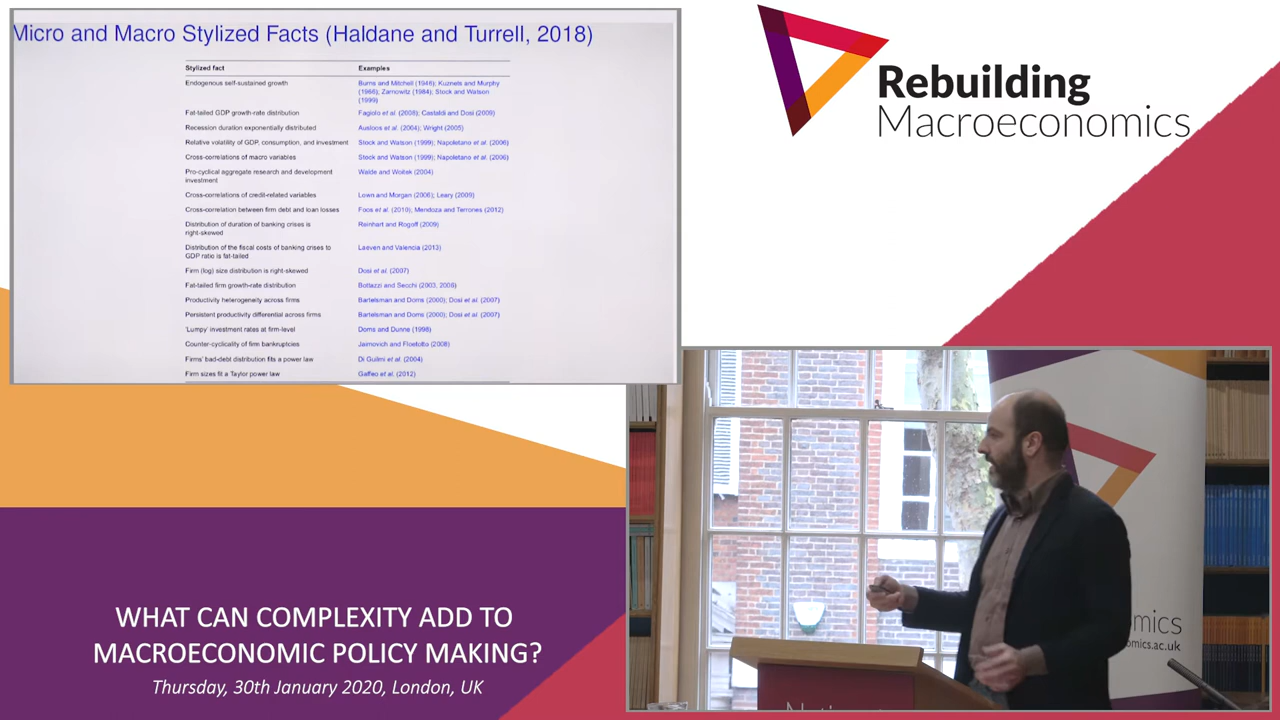 Micro and Macro Stylized Facts (Haldane and Turrell, 2018)
Stylized fact Examples
Endogenous self-sustained growth Burns and Mitchell (1946); Kuznets and Murphy
(1966); Zarnowitz (1984); Stock and Watson
(1999)
Fat-tailed GDP growth-rate distribution Fagiolo et al. (2008); Castaldi and Dosi (2009)
Recession duration exponentially distributed Ausloos et al. (2004); Wright (2005)
Relative volatility of GDP, consumption, and investment Stock and Watson (1999); Napoletano et al. (2006)
Cross-correlations of macro variables Stock and Watson (1999); Napoletano et al. (2006)
Pro-cyclical aggregate research and development Walde and Woitek (2004)
investment
Cross-correlations of credit-related variables Lown and Morgan (2006); Leary (2009)
Cross-correlation between firm debt and loan losses Foos et al. (2010); Mendoza and Terrones (2012)
Distribution of duration of banking crises is Reinhart and Rogoff (2009)
right-skewed
Distribution of the fiscal costs of banking crises to Laeven and Valencia (2013)
GDP ratio is fat-tailed
Firm (log) size distribution is right-skewed Dosi et al. (2007)
Fat-tailed firm growth-rate distribution Bottazzi and Secchi (2003, 2006)
Productivity heterogeneity across firms Bartelsman and Doms (2000); Dosi et al. (2007)
Persistent productivity differential across firms Bartelsman and Doms (2000); Dosi et al. (2007)
'Lumpy' investment rates at firm-level Doms and Dunne (1998)
Counter-cyclicality of firm bankruptcies Jaimovich and Floetotto (2008)
Firms' bad-debt distribution fits a power law Di Guilmi et al. (2004)
Firm sizes fit a Taylor power law Gaffeo et al. (2012)
Rebuilding
Macroeconomics
WHAT CAN COMPLEXITY ADD TO
MACROECONOMIC POLICY MAKING?
Thursday, 30th January 2020, London, UK
omics
omics.ac.uk